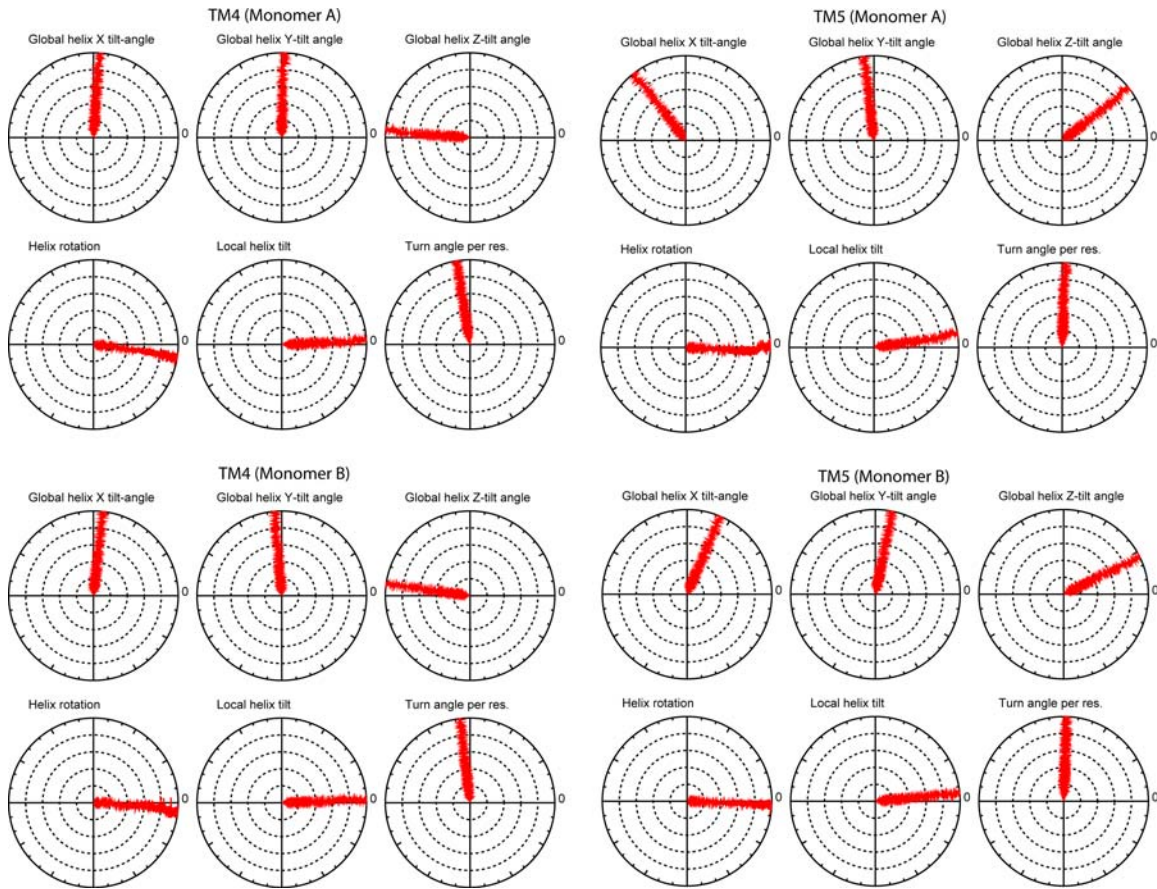 TM4 (Monomer A)
Global helix X tilt-angle
Global helix Y-tilt angle
Global helix Z-tilt angle
0
0
0
Helix rotation
Local helix tilt
Turn angle per res.
0
0
0
TM5 (Monomer A)
Global helix X tilt-angle
Global helix Y-tilt angle
Global helix Z-tilt angle
0
0
0
Helix rotation
Local helix tilt
Turn angle per res.
0
0
0
TM4 (Monomer B)
Global helix X tilt-angle
Global helix Y-tilt angle
Global helix Z-tilt angle
0
0
0
Helix rotation
Local helix tilt
Turn angle per res.
0
0
0
TM5 (Monomer B)
Global helix X tilt-angle
Global helix Y-tilt angle
Global helix Z-tilt angle
0
0
0
Helix rotation
Local helix tilt
Turn angle per res.
0
0
0